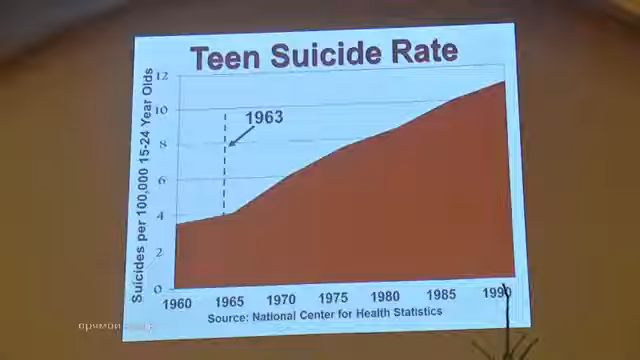 Teen Suicide Rate
Suicides per 100,000 15-24 Year Olds
12
10
8
6
4
2
0
1963
1960 1965 1970 1975 1980 1985 1990
Source: National Center for Health Statistics
прямой